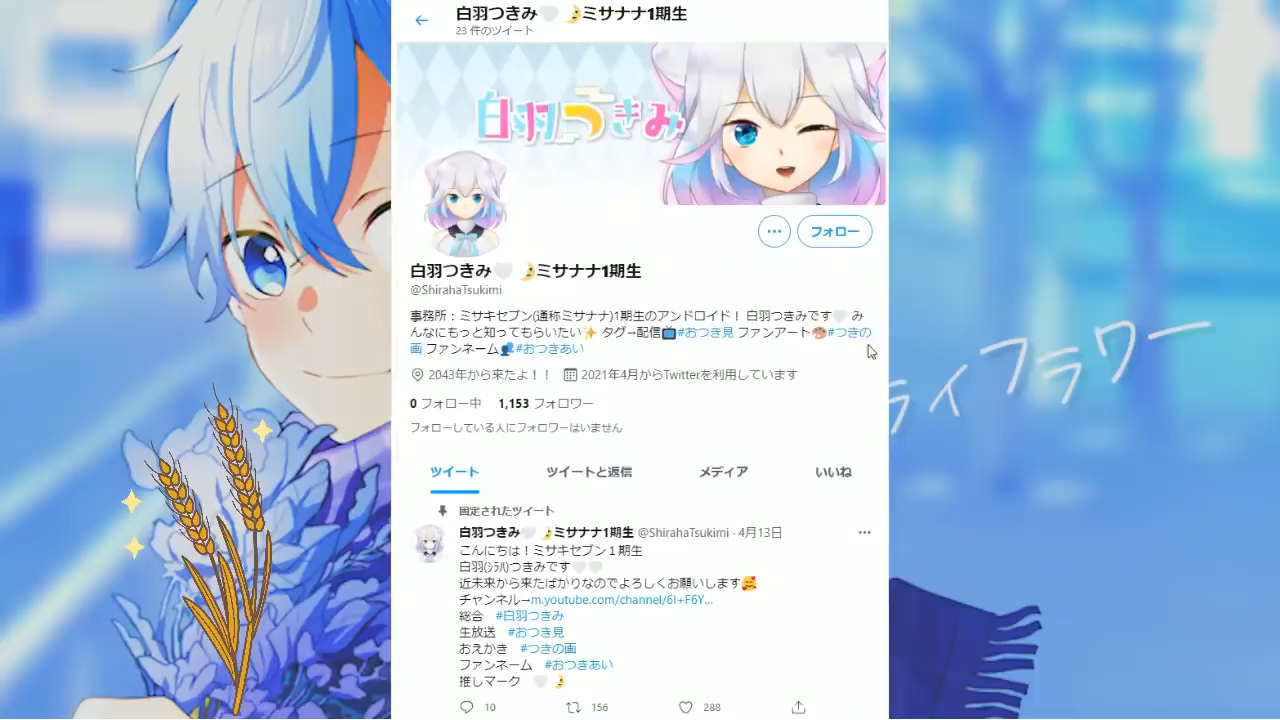 白羽つきみ🤍 🌛ミサナナ1期生
23 件のツイート
白羽つきみ
フォロー
白羽つきみ🤍 🌛ミサナナ1期生
@ShirahaTsukimi
事務所：ミサキセブン(通称ミサナナ)1期生のアンドロイド！ 白羽つきみです🤍 み
んなにもっと知ってもらいたい✨ タグ→配信📺#おつき見 ファンアート🎨#つきの
画 ファンネーム👥#おつきあい
2043年から来たよ！！ 2021年4月からTwitterを利用しています
0 フォロー中 1,153 フォロワー
フォローしている人にフォロワーはいません
ツイート ツイートと返信 メディア いいね
固定されたツイート
白羽つきみ🤍 🌛ミサナナ1期生 @ShirahaTsukimi · 4月13日
こんにちは！ミサキセブン１期生
白羽(ｼﾗﾊ)つきみです🤍🤍
近未来から来たばかりなのでよろしくお願いします🥰
チャンネル→m.youtube.com/channel/6I+F6Y...
総合 #白羽つきみ
生放送 #おつき見
おえかき #つきの画
ファンネーム #おつきあい
推しマーク 🤍🌛
10 156 288
ライフラワー